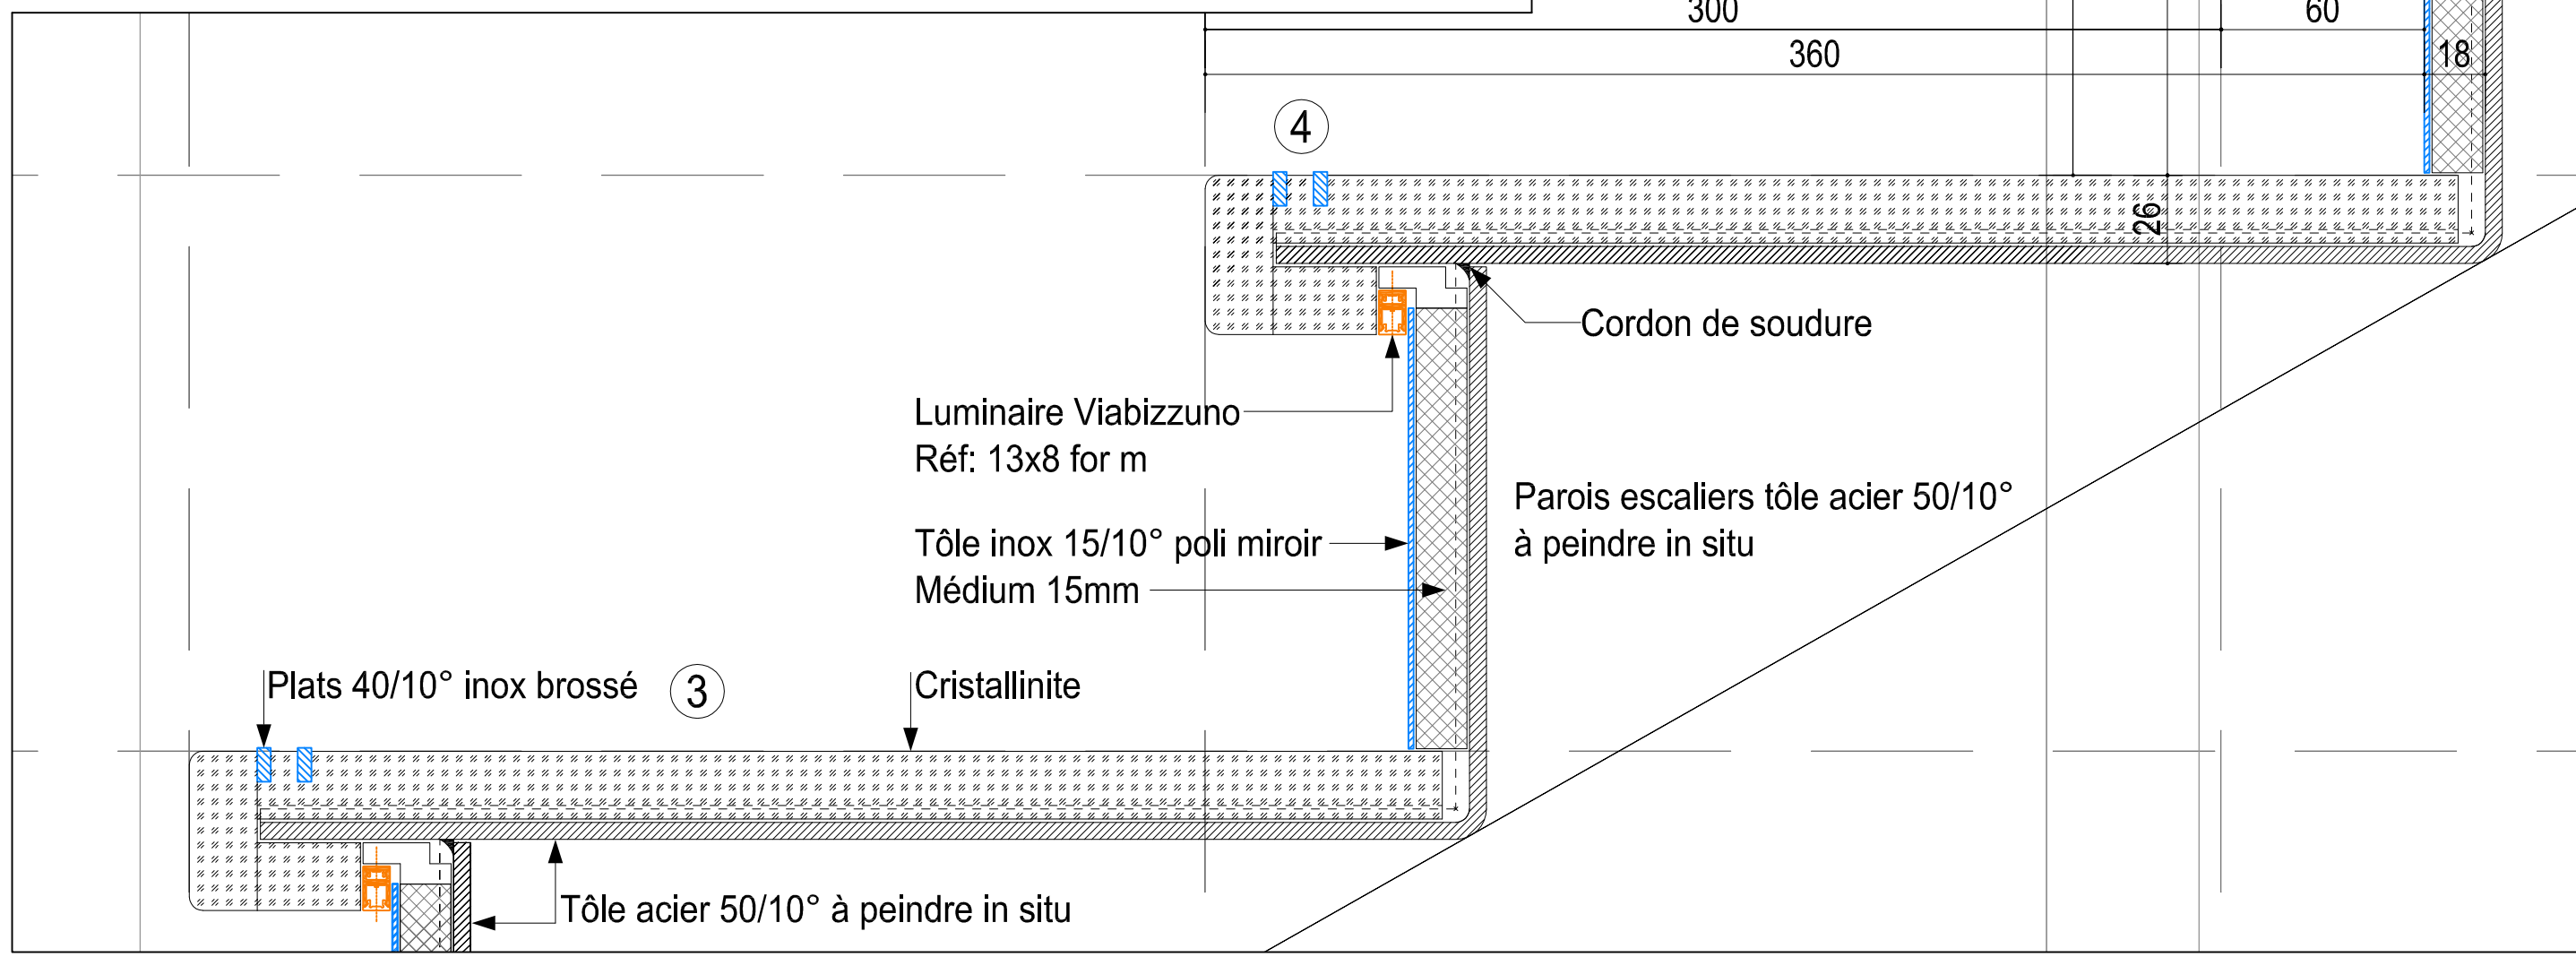 300
60
360
18
4
26
Cordon de soudure
Luminaire Viabizzuno
Réf: 13x8 for m
Parois escaliers tôle acier 50/10°
à peindre in situ
Tôle inox 15/10° poli miroir
Médium 15mm
Plats 40/10° inox brossé
3
Cristallinite
Tôle acier 50/10° à peindre in situ